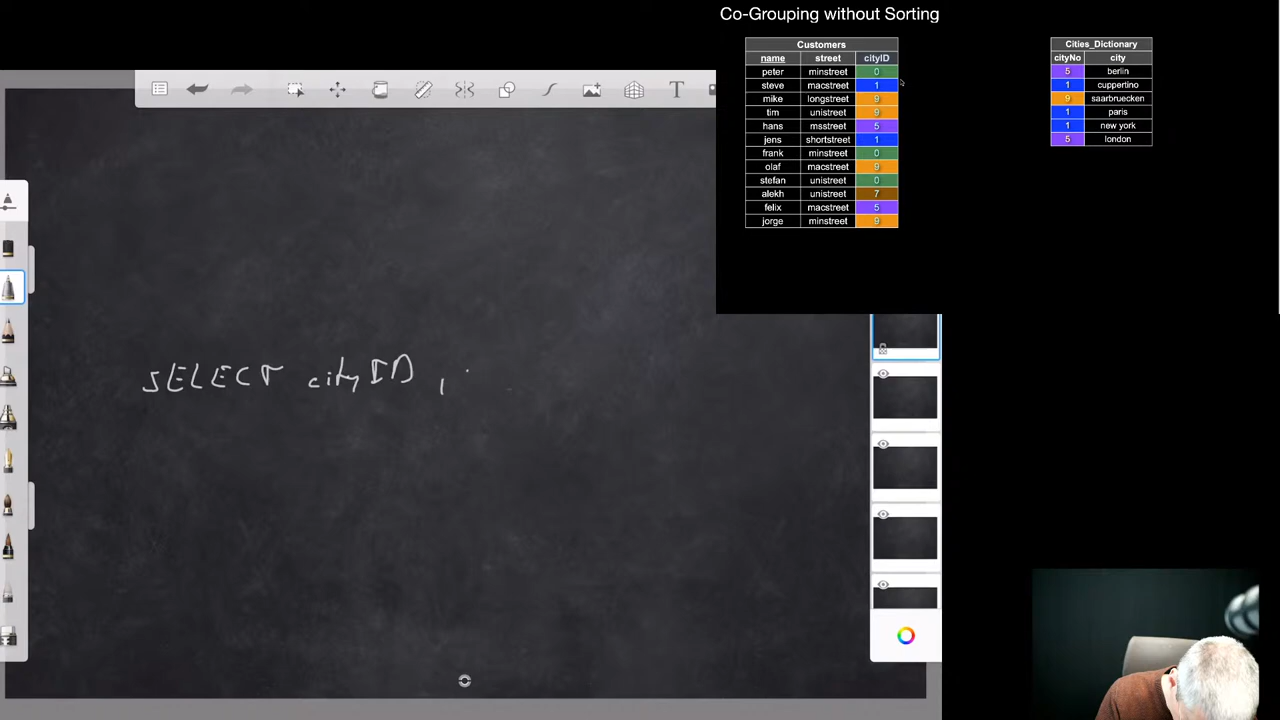 Co-Grouping without Sorting
Customers
name street cityID
peter minstreet 0
steve macstreet 1
mike longstreet 9
tim unistreet 9
hans msstreet 5
jens shortstreet 1
frank minstreet 0
olaf macstreet 9
stefan unistreet 0
alekh unistreet 7
felix macstreet 5
jorge minstreet 9
Cities_Dictionary
cityNo city
5 berlin
1 cuppertino
9 saarbruecken
1 paris
1 new york
5 london
T
SELECT cityID ,